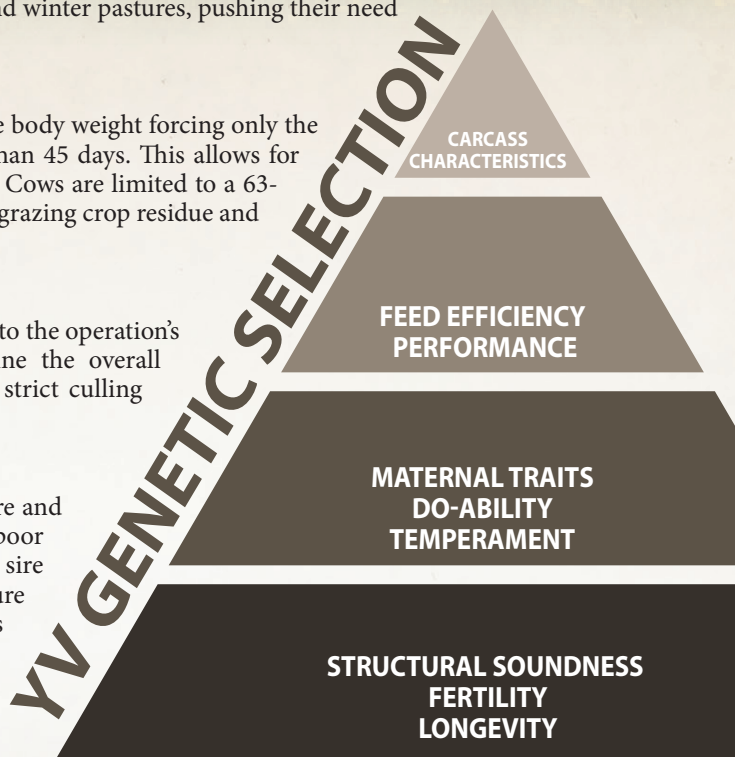 nd winter pastures, pushing their need
e body weight forcing only the
han 45 days. This allows for
Cows are limited to a 63-
grazing crop residue and
to the operation's
ne the overall
strict culling
re and
poor
sire
ure
s
YV GENETIC SELECTION
CARCASS
CHARACTERISTICS
FEED EFFICIENCY
PERFORMANCE
MATERNAL TRAITS
DO-ABILITY
TEMPERAMENT
STRUCTURAL SOUNDNESS
FERTILITY
LONGEVITY